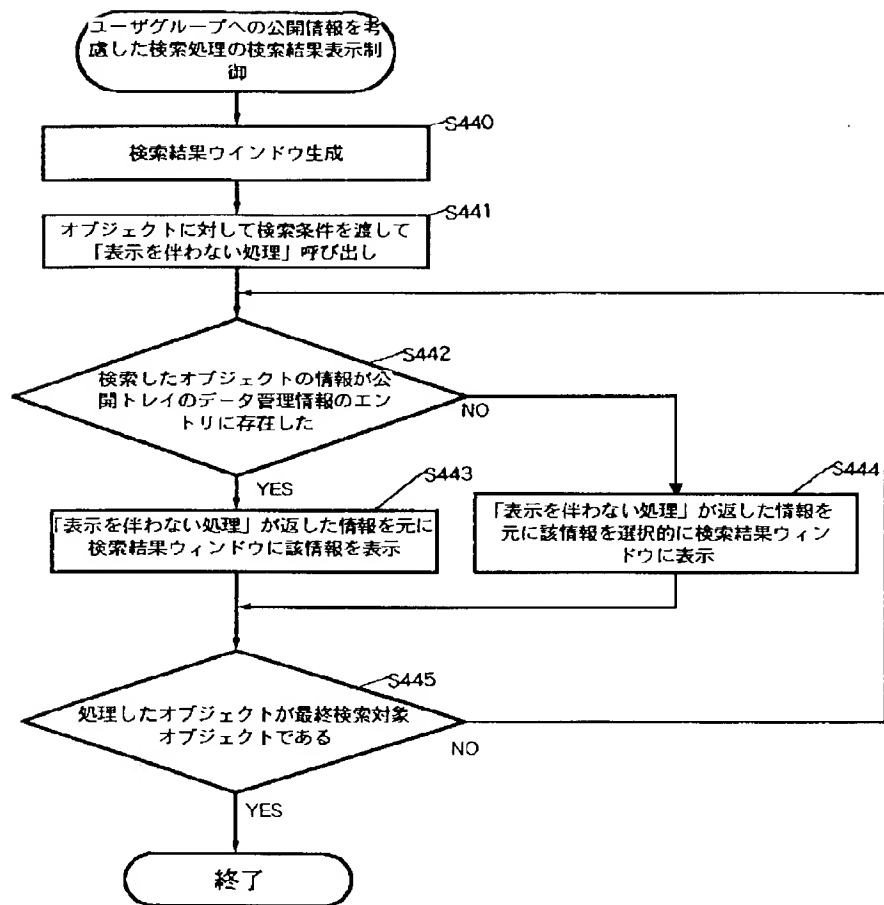 ユーザグループへの公開情報を考
慮した検索処理の検索結果表示制
御
S440
検索結果ウインドウ生成
S441
オブジェクトに対して検索条件を渡して
「表示を伴わない処理」呼び出し
S442
検索したオブジェクトの情報が公
開トレイのデータ管理情報のエン
トリに存在した
NO
YES
S443
「表示を伴わない処理」が返した情報を元に
検索結果ウィンドウに該情報を表示
S444
「表示を伴わない処理」が返した情報を
元に該情報を選択的に検索結果ウィン
ドウに表示
S445
処理したオブジェクトが最終検索対象
オブジェクトである
NO
YES
終了